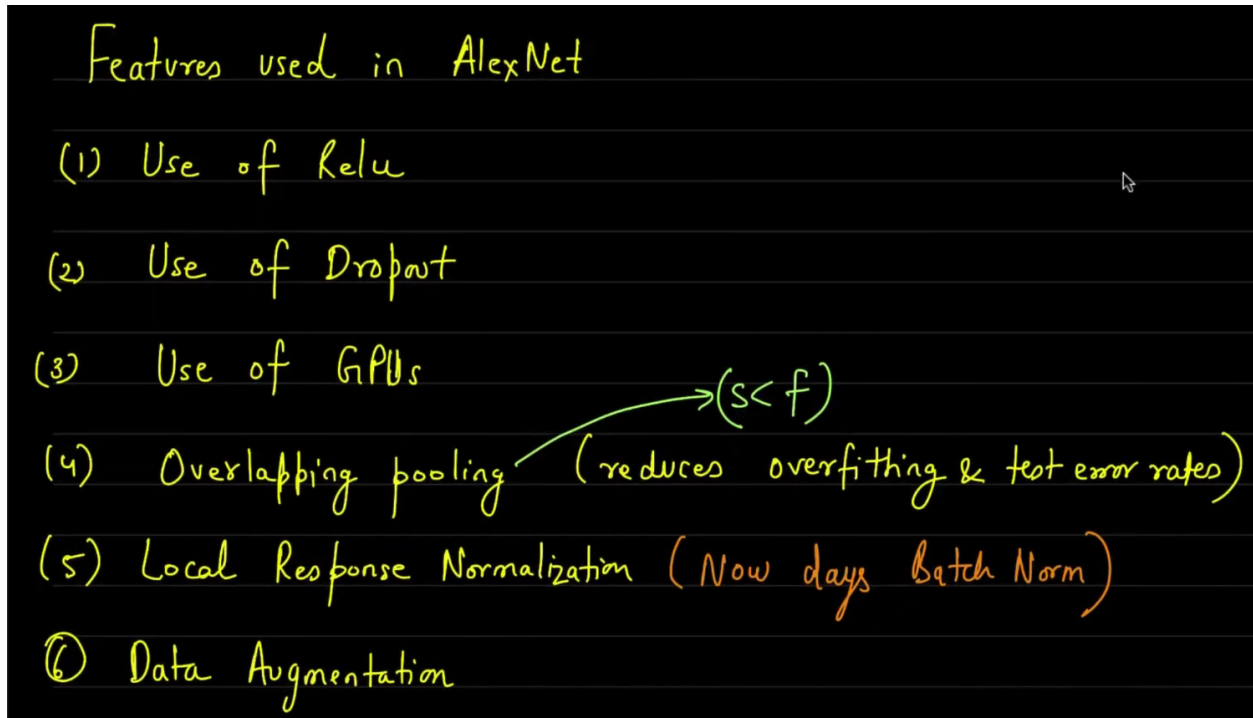 Features used in AlexNet
(1) Use of Relu
(2) Use of Dropout
(3) Use of GPUs
(s< f)
(4) Overlapping pooling (reduces overfithing & test error rates)
(5) Local Response Normalization (Now days Batch Norm)
⑥ Data Augmentation